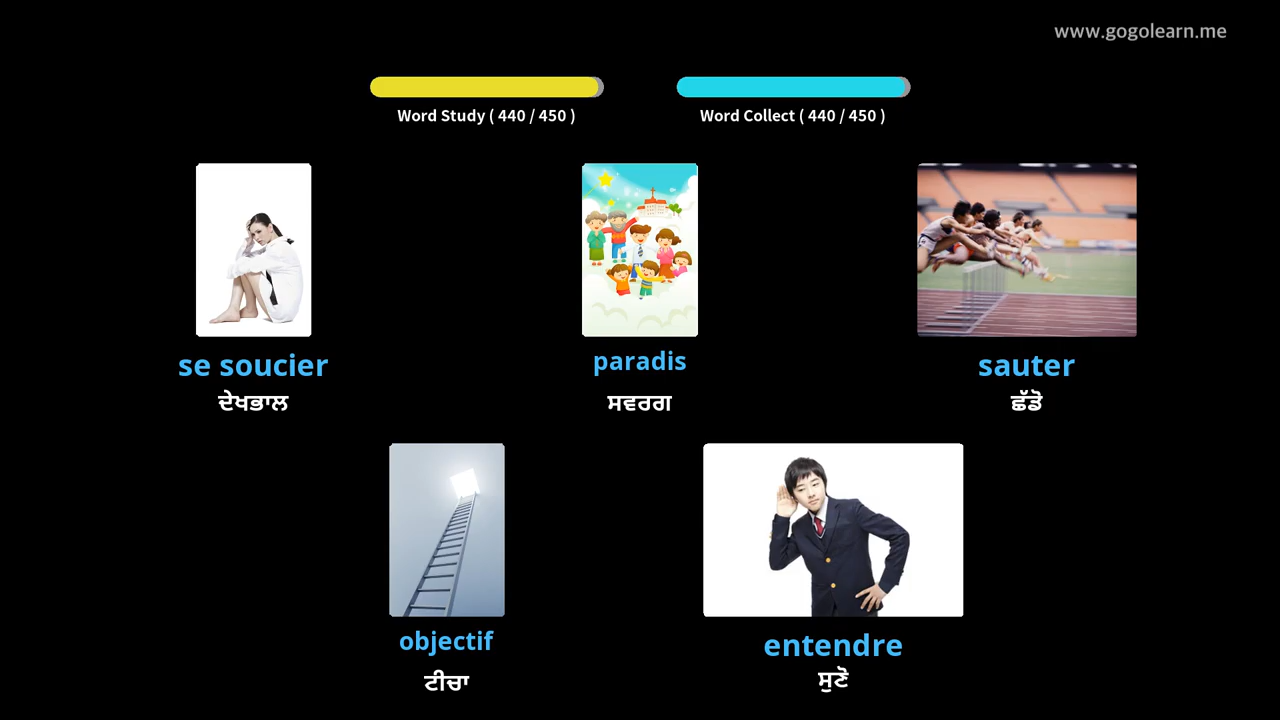 www.gogolearn.me
Word Study ( 440 / 450 )
Word Collect ( 440 / 450 )
se soucier
ਦੇਖਭਾਲ
paradis
ਸਵਰਗ
sauter
ਛੱਡੋ
objectif
ਟੀਚਾ
entendre
ਸੁਣੋ